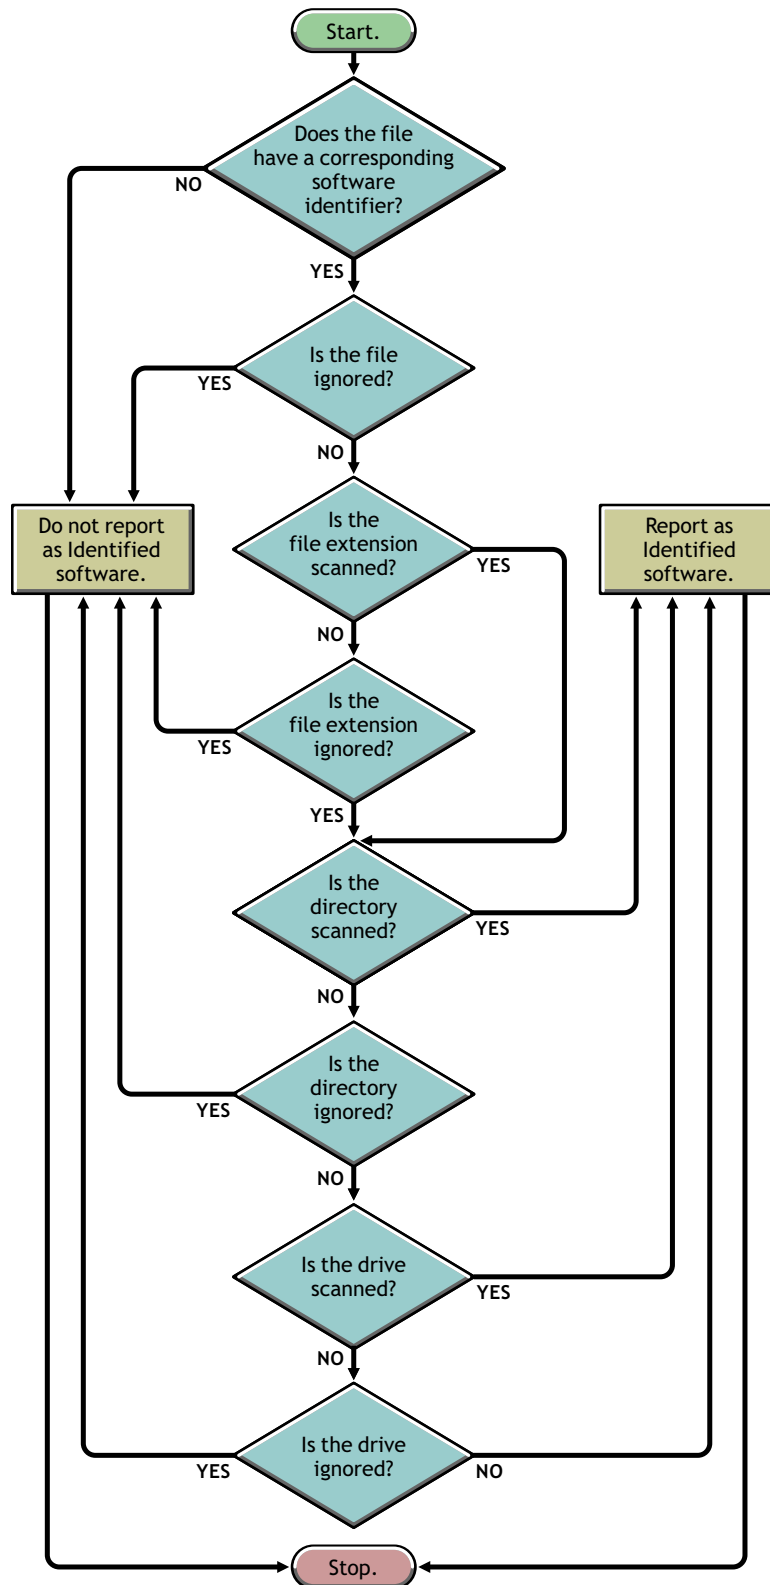 Start.
Does the file
have a corresponding
software
identifier?
NO
YES
Is the file
ignored?
YES
NO
Do not report
as Identified
software.
Is the
file extension
scanned?
YES
Report as
Identified
software.
NO
Is the
file extension
ignored?
YES
YES
Is the
directory
scanned?
YES
NO
Is the
directory
ignored?
YES
NO
Is the drive
scanned?
YES
NO
Is the drive
ignored?
YES
NO
Stop.